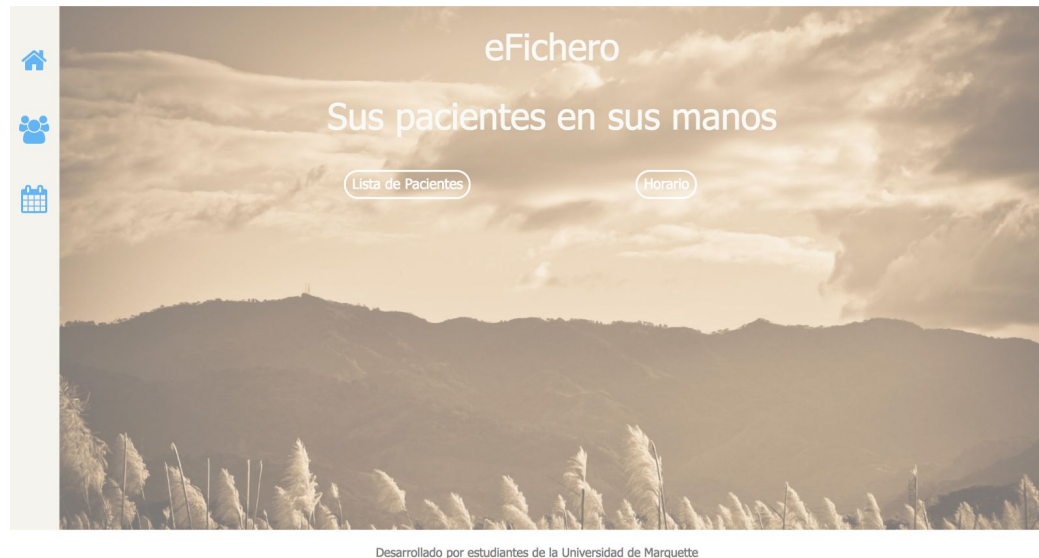 eFichero
Sus pacientes en sus manos
Lista de Pacientes
Horario
Desarrollado por estudiantes de la Universidad de Marquette